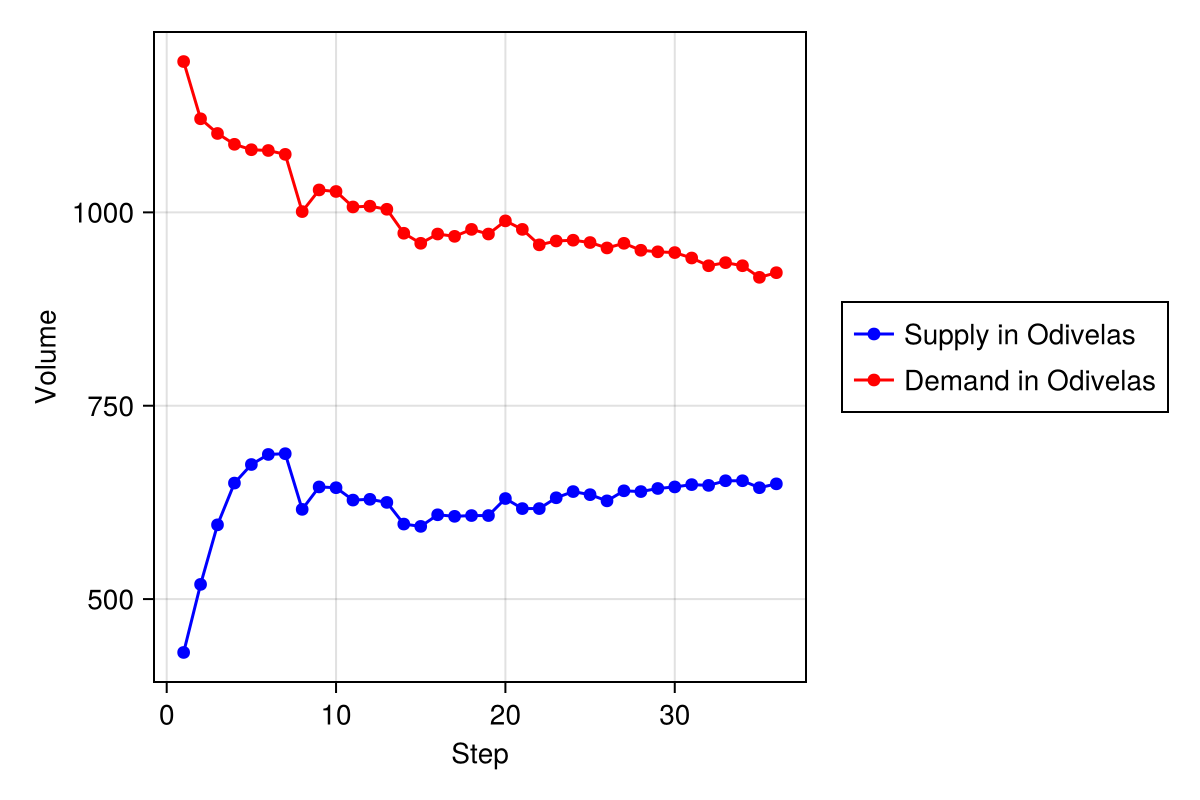 1000
750
500
Volume
0 10 20 30
Step
Supply in Odivelas
Demand in Odivelas